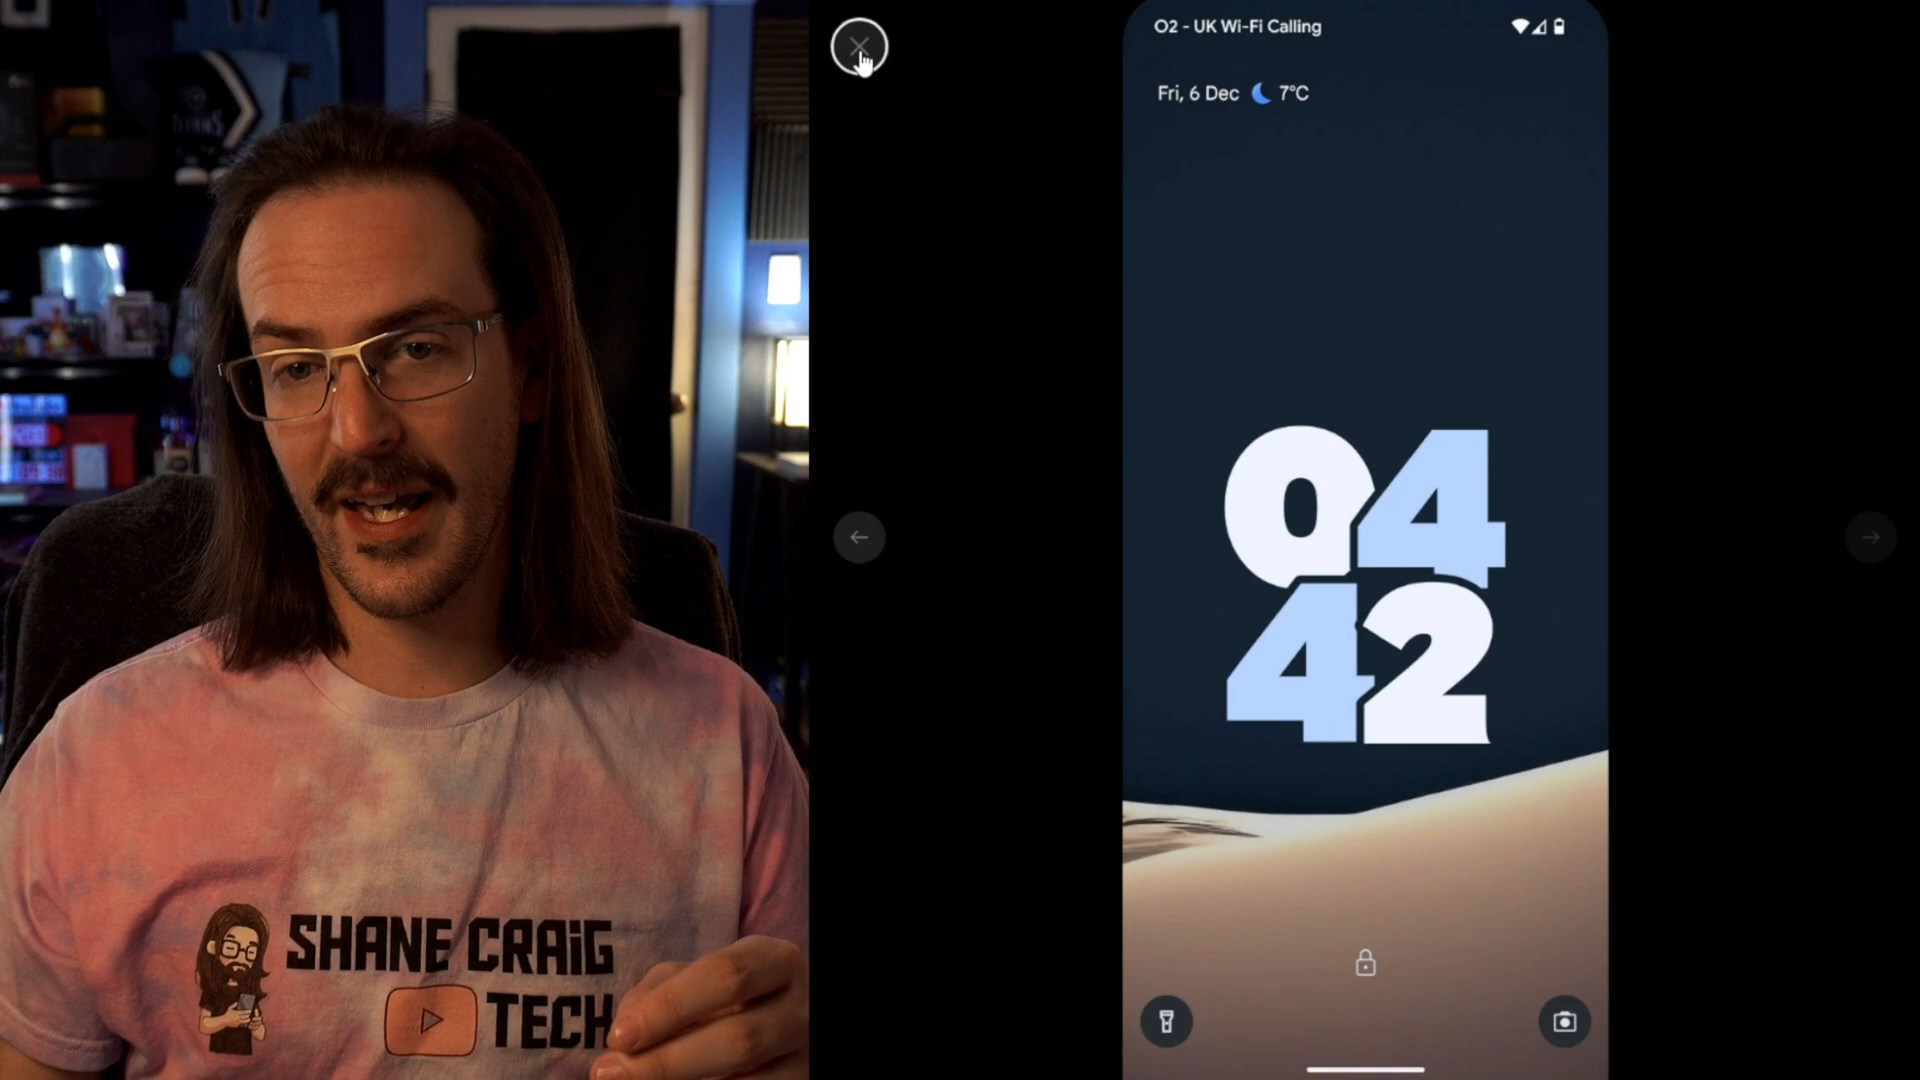 O2 - UK Wi-Fi Calling
Fri, 6 Dec 7°C
04
42
SHANE CRAiG
TECH